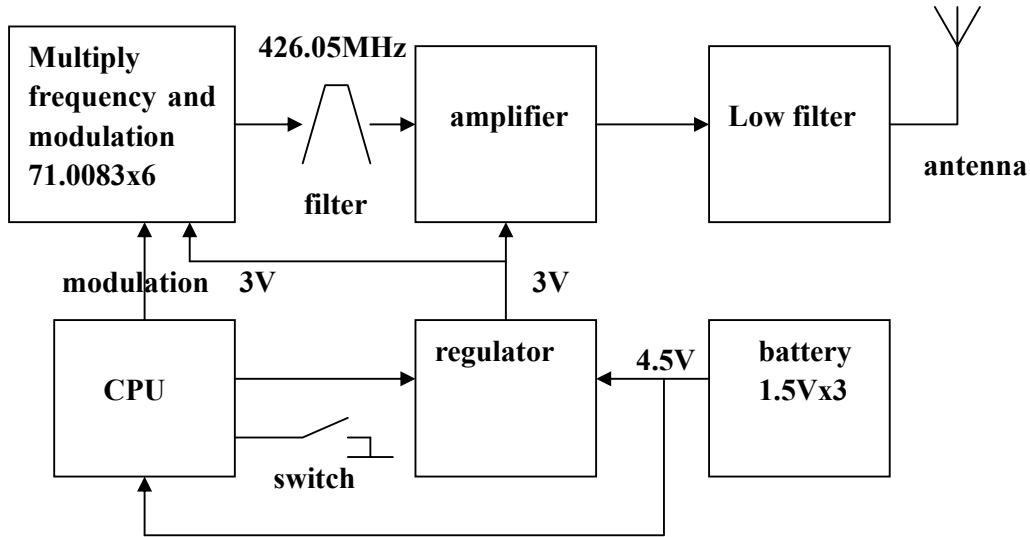 Multiply
frequency and
modulation
71.0083x6
426.05MHz
filter
amplifier
Low filter
antenna
modulation
3V
3V
CPU
switch
regulator
4.5V
battery
1.5Vx3